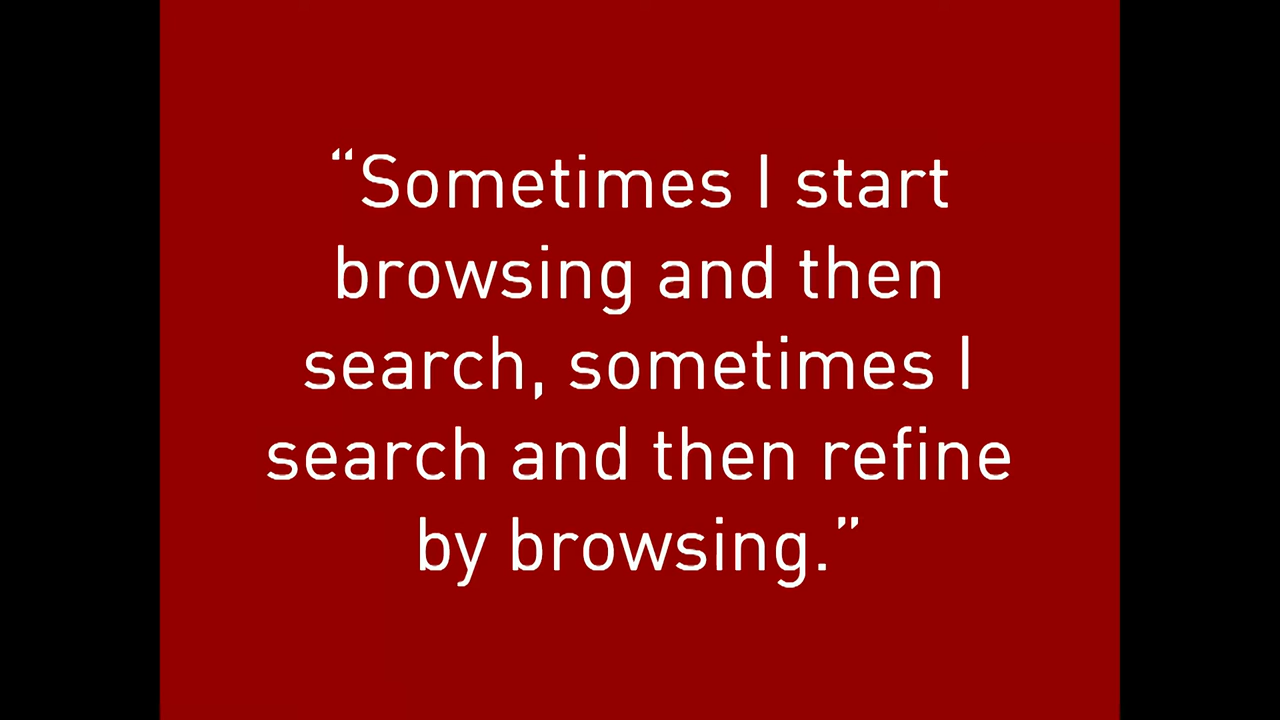 “Sometimes I start
browsing and then
search, sometimes I
search and then refine
by browsing.”